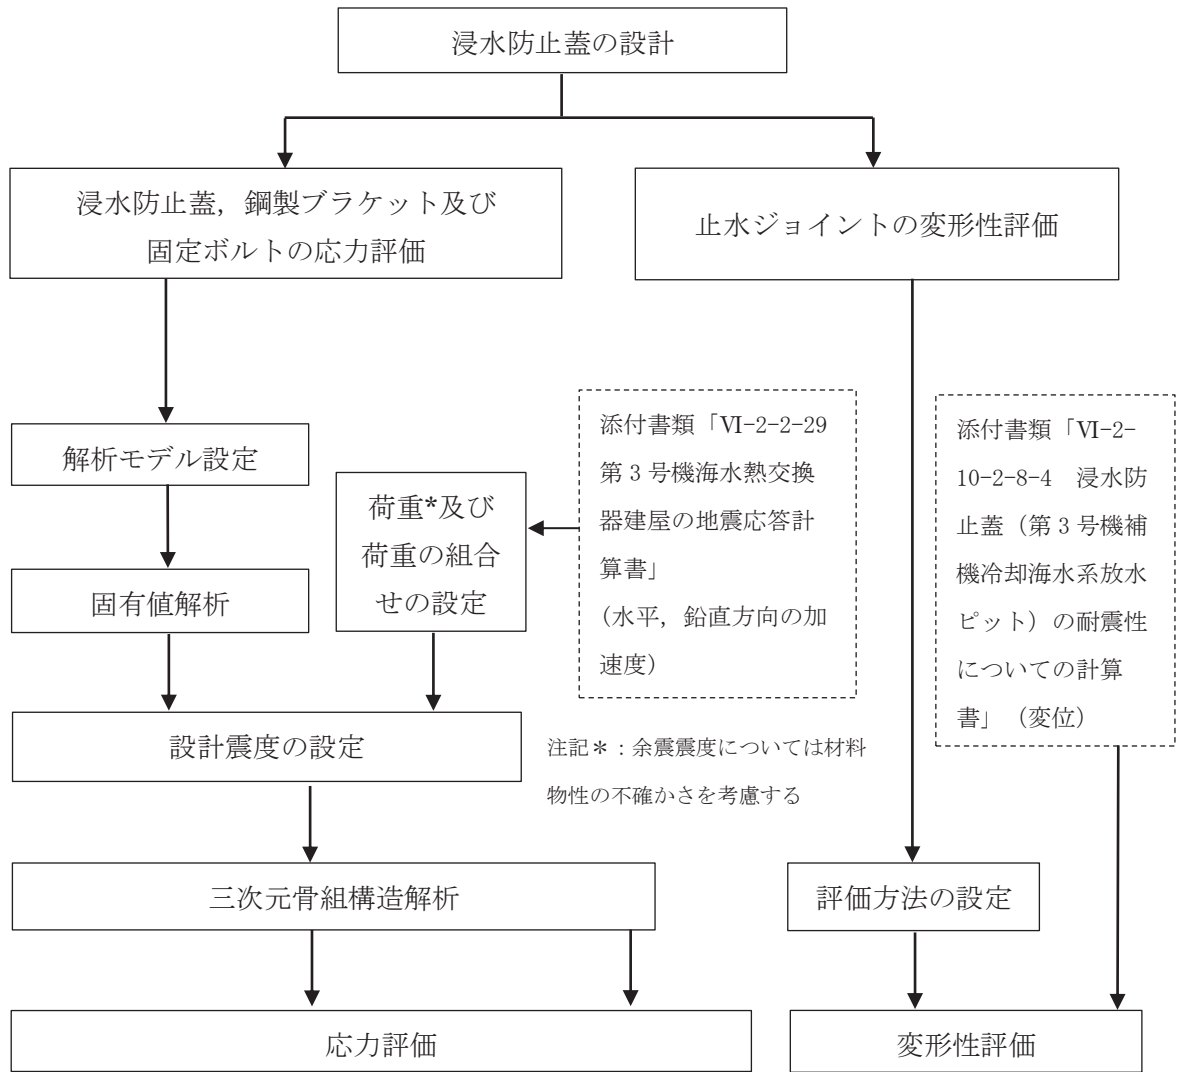 浸水防止蓋の設計
浸水防止蓋，鋼製ブラケット及び
固定ボルトの応力評価
止水ジョイントの変形性評価
解析モデル設定
固有値解析
荷重*及び
荷重の組合
せの設定
添付書類「Ⅵ-2-2-29
第3号機海水熱交換
器建屋の地震応答計
算書」
（水平，鉛直方向の加
速度）
添付書類「Ⅵ-2-
10-2-8-4　浸水防
止蓋（第3号機補
機冷却海水系放水
ピット）の耐震性
についての計算
書」（変位）
設計震度の設定
注記＊：余震震度については材料
物性の不確かさを考慮する
三次元骨組構造解析
評価方法の設定
応力評価
変形性評価